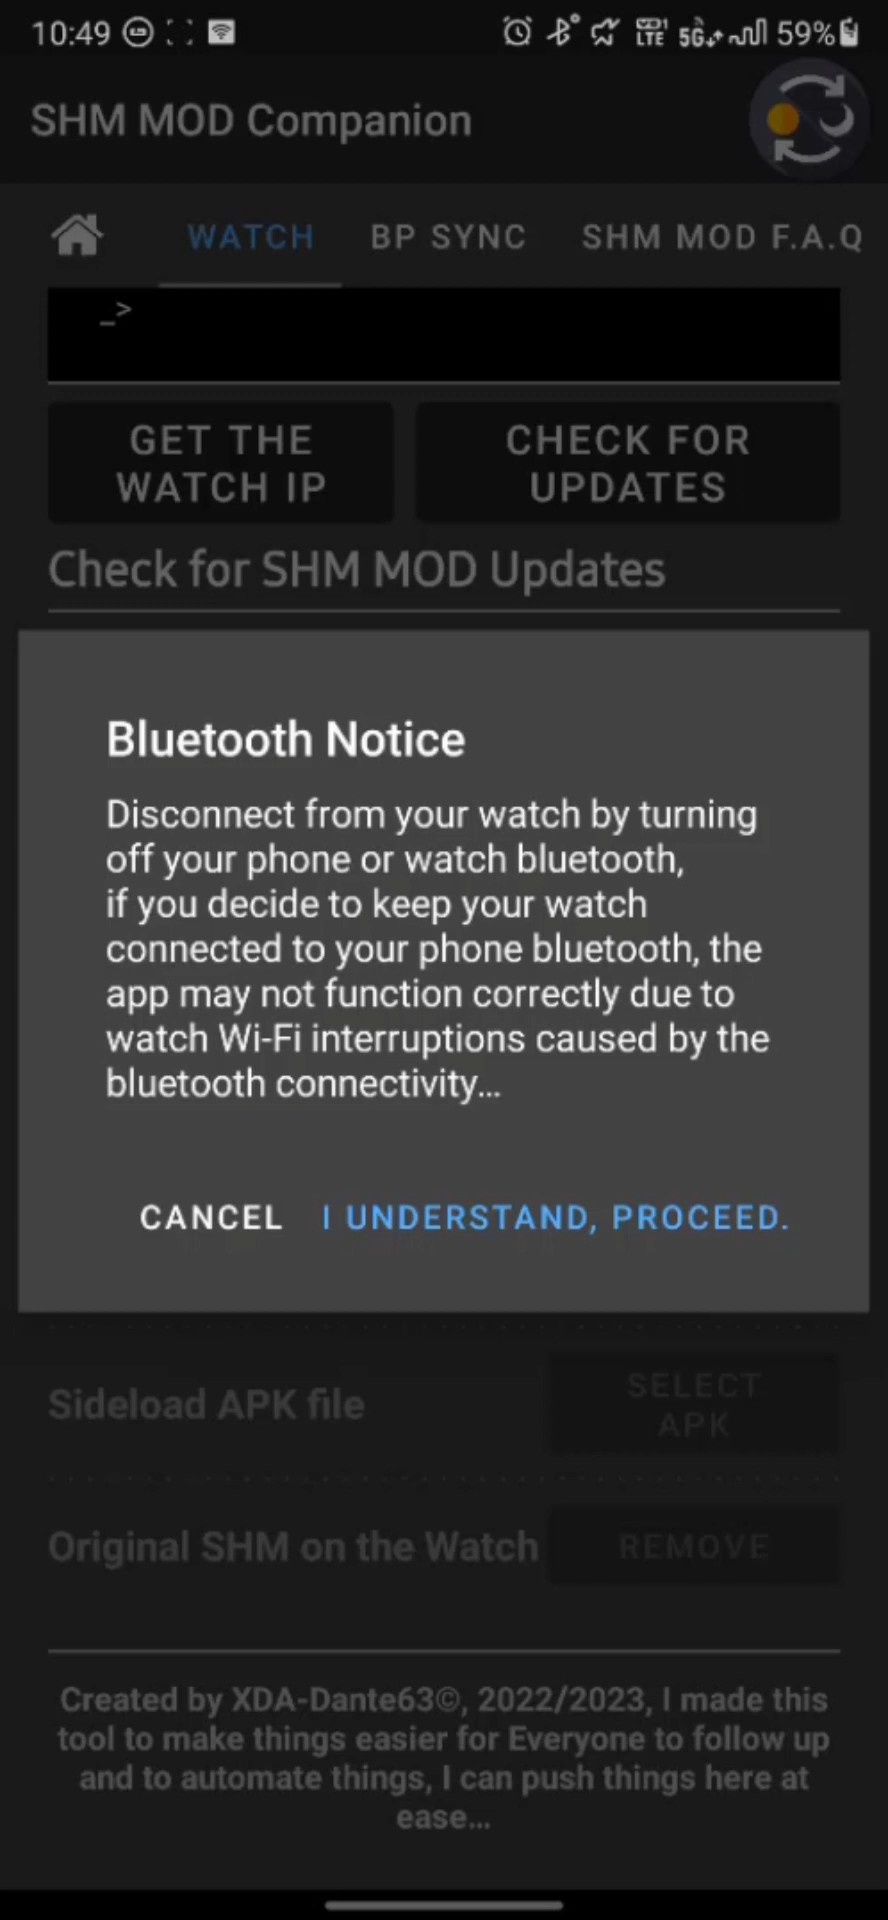 10:49
VO)) LTE 5G 59%
SHM MOD Companion
WATCH BP SYNC SHM MOD F.A.Q
_>
GET THE
WATCH IP
CHECK FOR
UPDATES
Check for SHM MOD Updates
Bluetooth Notice
Disconnect from your watch by turning
off your phone or watch bluetooth,
if you decide to keep your watch
connected to your phone bluetooth, the
app may not function correctly due to
watch Wi-Fi interruptions caused by the
bluetooth connectivity...
CANCEL I UNDERSTAND, PROCEED.
Sideload APK file
SELECT
APK
Original SHM on the Watch REMOVE
Created by XDA-Dante63©, 2022/2023, I made this
tool to make things easier for Everyone to follow up
and to automate things, I can push things here at
ease...